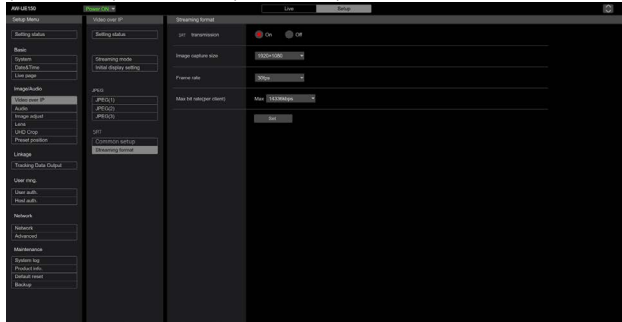 AW-UE150
Power ON
Live
Setup
Setup Menu
Video over IP
Streaming format
Setting status
Setting status
transmission
On
Off
Basic
System
Date&Time
Live page
Streaming mode
Initial display setting
Image capture size
1920×1080
Frame rate
30fps
Image/Audio
Video over IP
Audio
Image adjust
Lens
UHD Crop
Preset position
JPEG
JPEG(1)
JPEG(2)
JPEG(3)
Max bit rate(per client)
Max
Set
Common setup
Streaming format
Linkage
Tracking Data Output
User mng.
User auth.
Host auth.
Network
Network
Advanced
Maintenance
System log
Product info.
Default reset
Backup